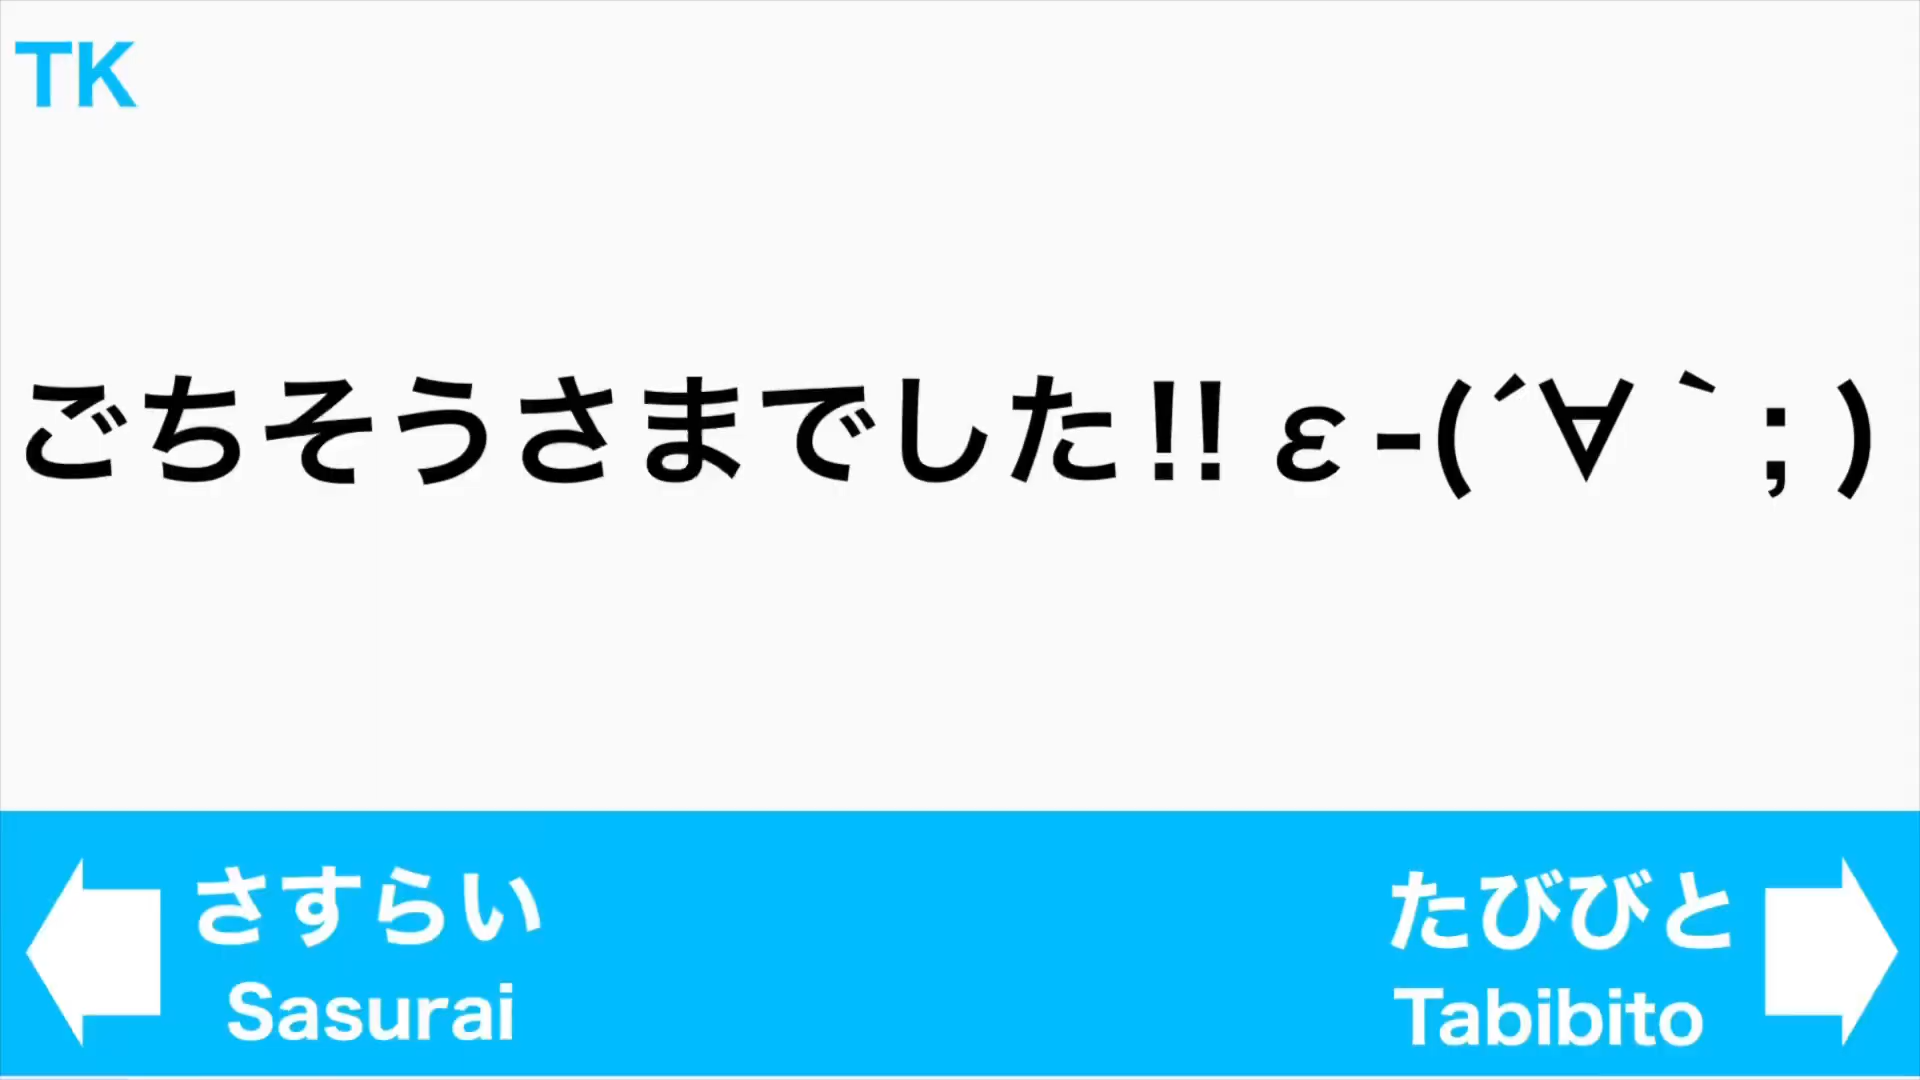 TK
ごちそうさまでした!! ε-(´∀｀; )
さすらい
Sasurai
たびびと
Tabibito